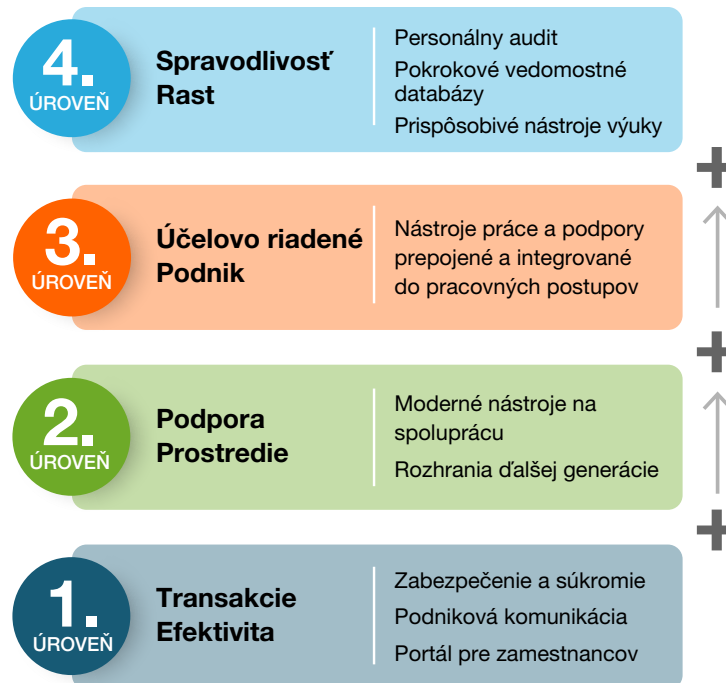 4.
ÚROVEŇ
Spravodlivosť
Rast
Personálny audit
Pokrokové vedomostné
databázy
Prispôsobivé nástroje výuky
+
3.
ÚROVEŇ
Účelovo riadené
Podnik
Nástroje práce a podpory
prepojené a integrované
do pracovných postupov
+
2.
ÚROVEŇ
Podpora
Prostredie
Moderné nástroje na
spoluprácu
Rozhrania ďalšej generácie
+
1.
ÚROVEŇ
Transakcie
Efektivita
Zabezpečenie a súkromie
Podniková komunikácia
Portál pre zamestnancov